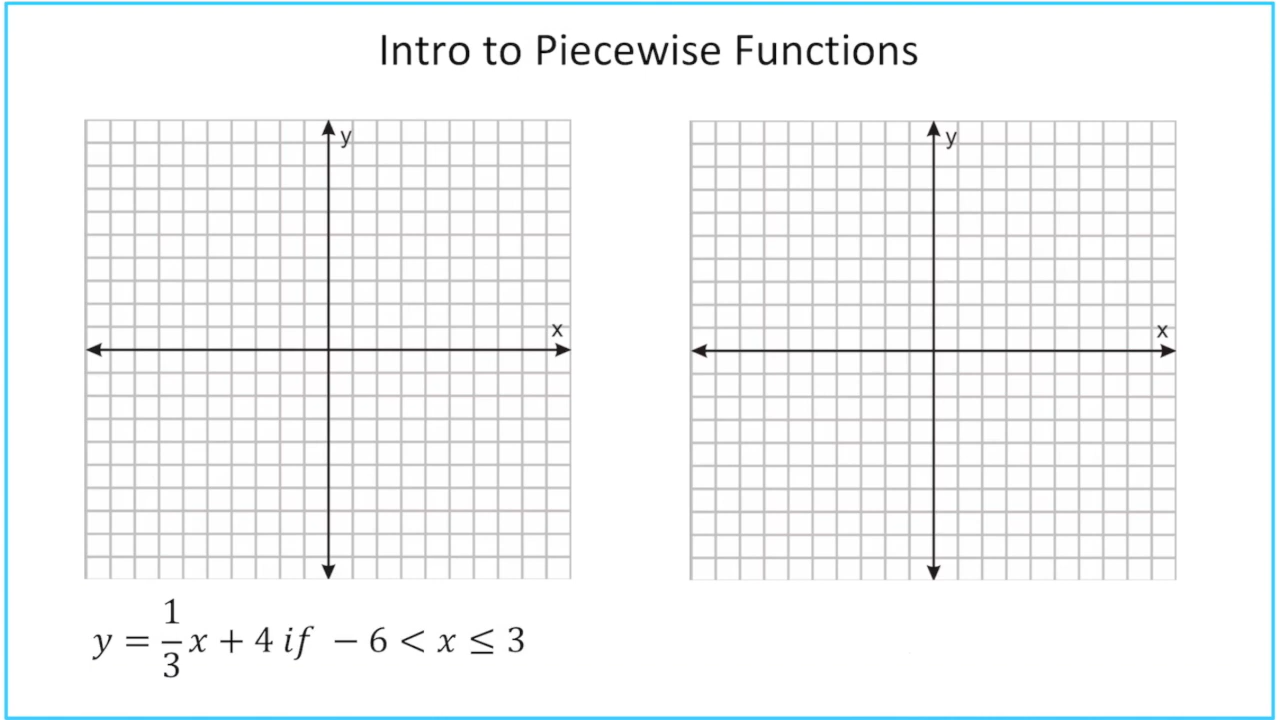 Intro to Piecewise Functions
y
x
y
x
y = 1/3 x + 4 if − 6 < x ≤ 3